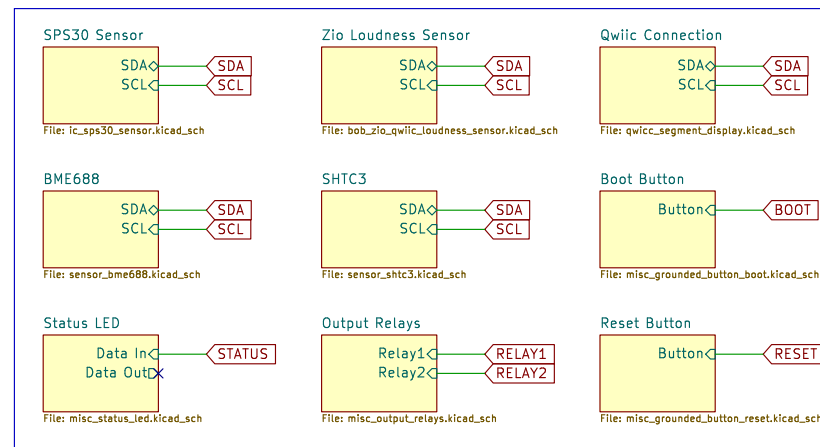 SPS30 Sensor
SDA SDA
SCL SCL
File: ic_sps30_sensor.kicad_sch
Zio Loudness Sensor
SDA SDA
SCL SCL
File: bob_zio_qwiic_loudness_sensor.kicad_sch
Qwiic Connection
SDA SDA
SCL SCL
File: qwicc_segment_display.kicad_sch
BME688
SDA SDA
SCL SCL
File: sensor_bme688.kicad_sch
SHTC3
SDA SDA
SCL SCL
File: sensor_shtc3.kicad_sch
Boot Button
Button BOOT
File: misc_grounded_button_boot.kicad_sch
Status LED
Data In STATUS
Data Out
File: misc_status_led.kicad_sch
Output Relays
Relay1 RELAY1
Relay2 RELAY2
File: misc_output_relays.kicad_sch
Reset Button
Button RESET
File: misc_grounded_button_reset.kicad_sch